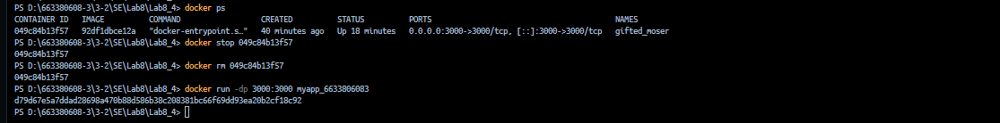 PS D:\663380608-3\3-2\SE\Lab8\Lab8_4> docker ps
CONTAINER ID   IMAGE          COMMAND                  CREATED          STATUS          PORTS                                         NAMES
049c84b13f57   92df1dbce12a   "docker-entrypoint.s…"   40 minutes ago   Up 18 minutes   0.0.0.0:3000->3000/tcp, [::]:3000->3000/tcp   gifted_moser
PS D:\663380608-3\3-2\SE\Lab8\Lab8_4> docker stop 049c84b13f57
049c84b13f57
PS D:\663380608-3\3-2\SE\Lab8\Lab8_4> docker rm 049c84b13f57
049c84b13f57
PS D:\663380608-3\3-2\SE\Lab8\Lab8_4> docker run -dp 3000:3000 myapp_6633806083
d79d67e5a7ddad28698a470b88d586b38c208381bc66f69dd93ea20b2cf18c92
PS D:\663380608-3\3-2\SE\Lab8\Lab8_4>